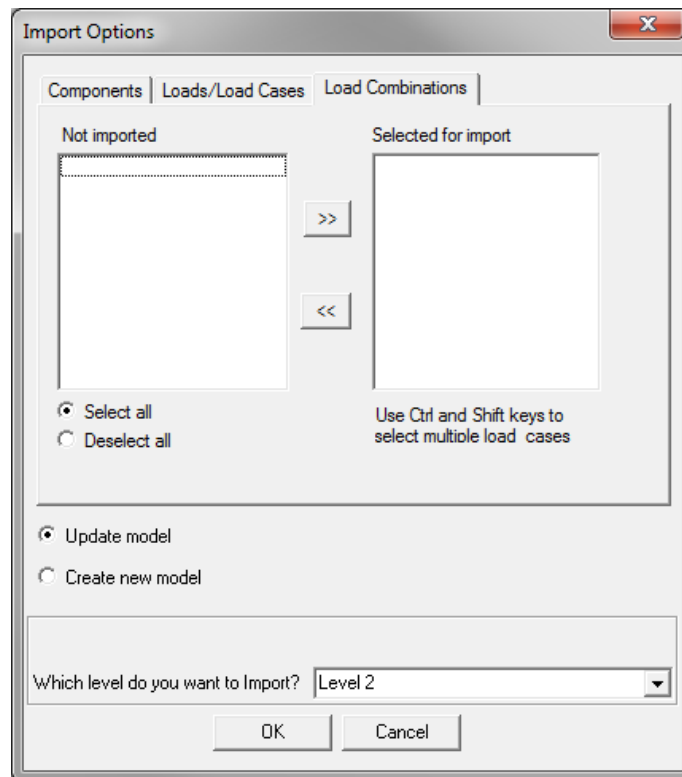 Import Options
X
Components Loads/Load Cases Load Combinations
Not imported Selected for import
>>
<<
Select all
Deselect all
Use Ctrl and Shift keys to
select multiple load cases
Update model
Create new model
Which level do you want to Import? Level 2
OK Cancel